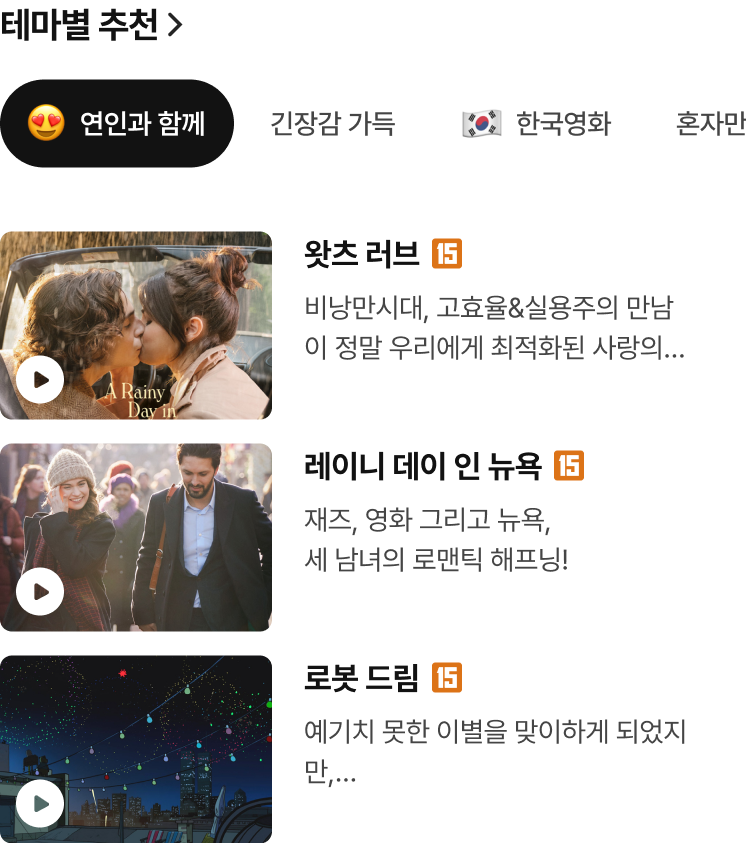 테마별 추천
연인과 함께 긴장감 가득 한국영화 혼자만
왓츠 러브 15
비낭만시대, 고효율&실용주의 만남
이 정말 우리에게 최적화된 사랑의...
A Rainy
Day in
레이니 데이 인 뉴욕 15
재즈, 영화 그리고 뉴욕,
세 남녀의 로맨틱 해프닝!
로봇 드림 15
예기치 못한 이별을 맞이하게 되었지
만,...